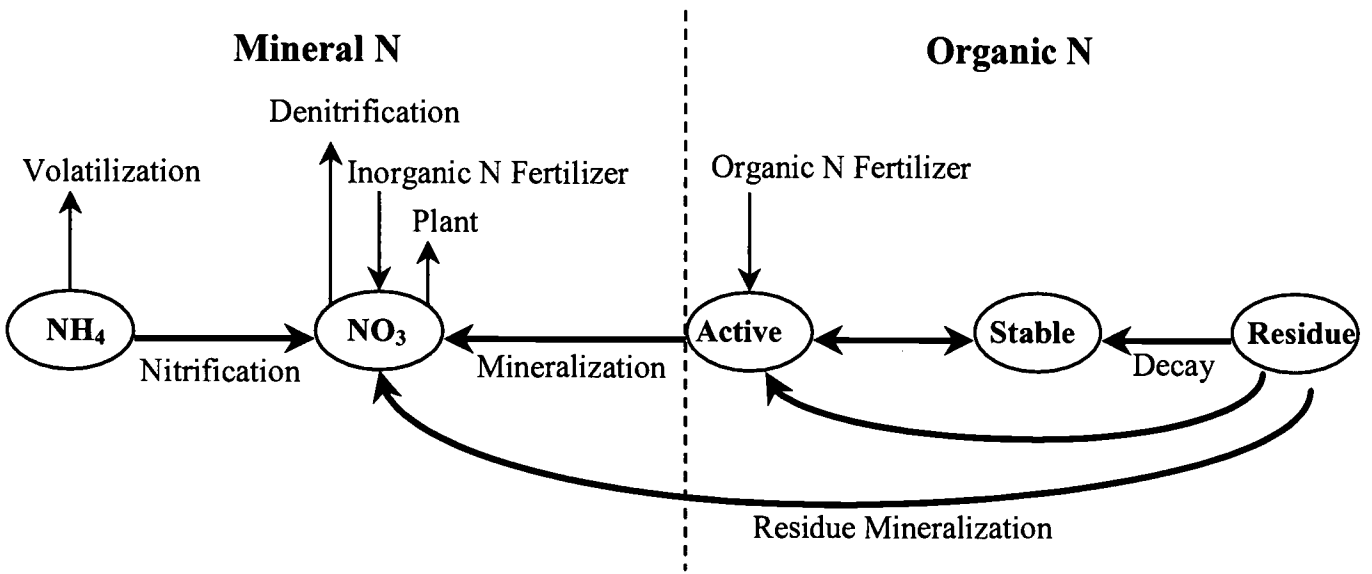 Mineral N
Organic N
Denitrification
Volatilization
Inorganic N Fertilizer
Organic N Fertilizer
Plant
NH₄
NO₃
Active
Stable
Residue
Nitrification
Mineralization
Decay
Residue Mineralization